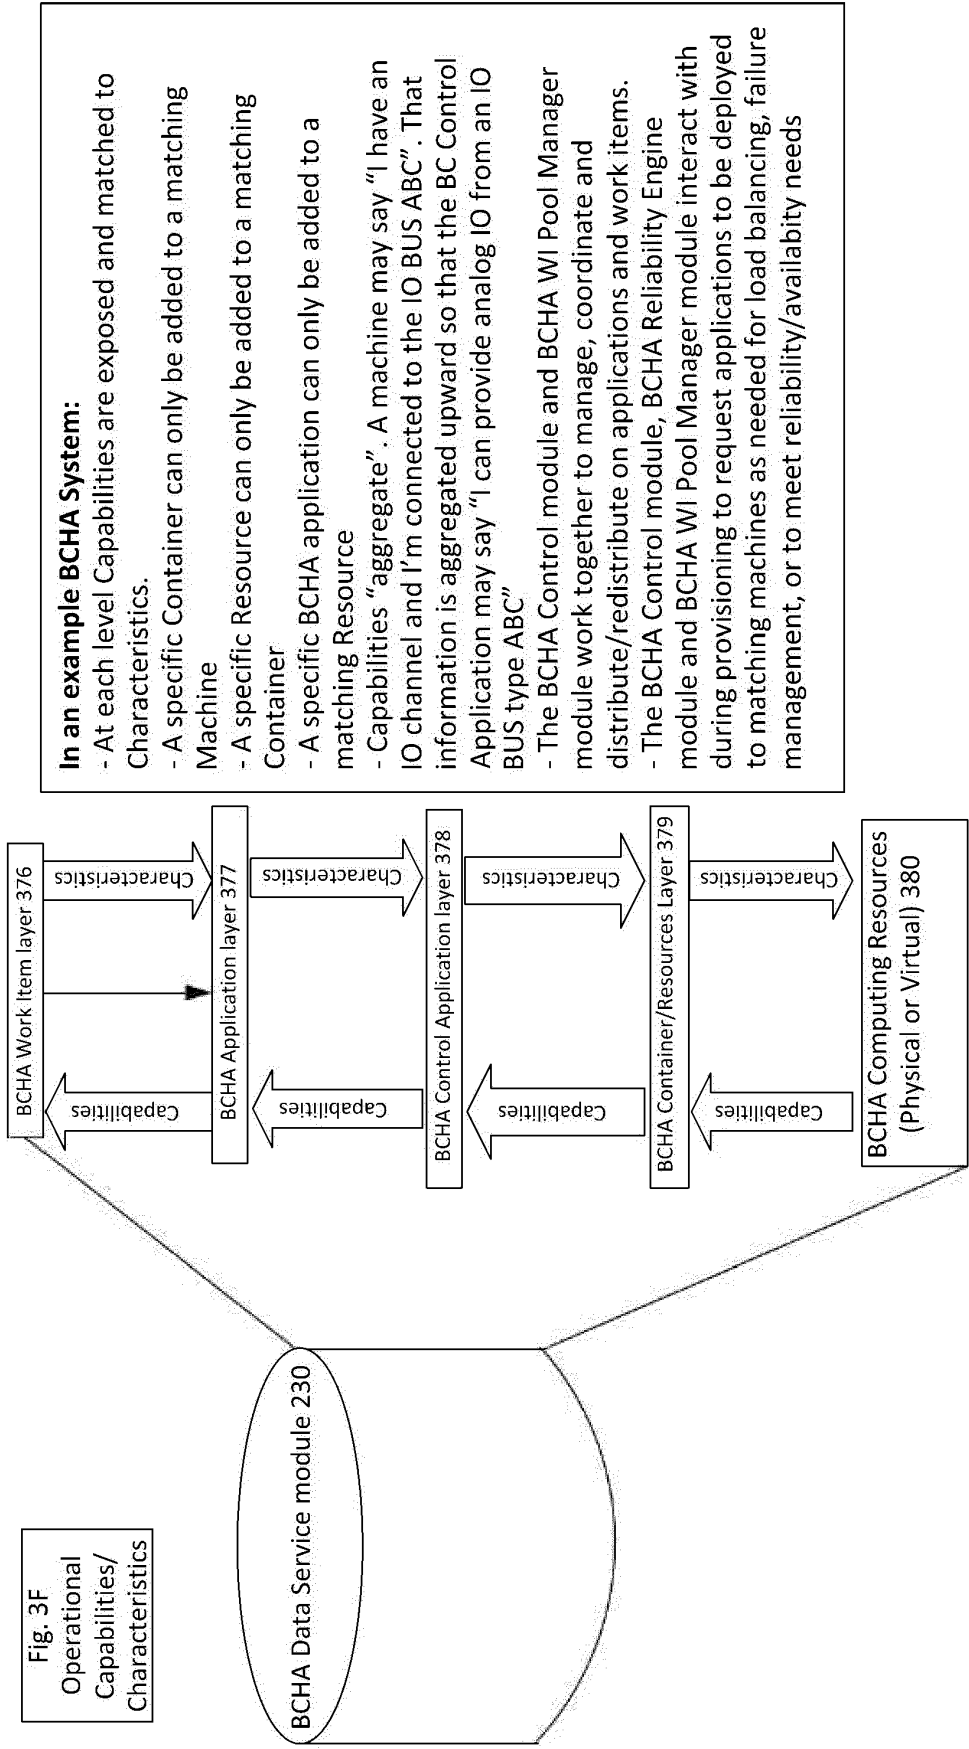 Fig. 3F
Operational
Capabilities/
Characteristics
BCHA Data Service module 230
BCHA Work Item layer 376
Capabilities
Characteristics
BCHA Application layer 377
Capabilities
Characteristics
BCHA Control Application layer 378
Capabilities
Characteristics
BCHA Container/Resources Layer 379
Capabilities
Characteristics
BCHA Computing Resources
(Physical or Virtual) 380
In an example BCHA System:
- At each level Capabilities are exposed and matched to
Characteristics.
- A specific Container can only be added to a matching
Machine
- A specific Resource can only be added to a matching
Container
- A specific BCHA application can only be added to a
matching Resource
- Capabilities “aggregate”. A machine may say “I have an
IO channel and I’m connected to the IO BUS ABC”. That
information is aggregated upward so that the BC Control
Application may say “I can provide analog IO from an IO
BUS type ABC”
- The BCHA Control module and BCHA WI Pool Manager
module work together to manage, coordinate and
distribute/redistribute on applications and work items.
- The BCHA Control module, BCHA Reliability Engine
module and BCHA WI Pool Manager module interact with
during provisioning to request applications to be deployed
to matching machines as needed for load balancing, failure
management, or to meet reliability/availabity needs